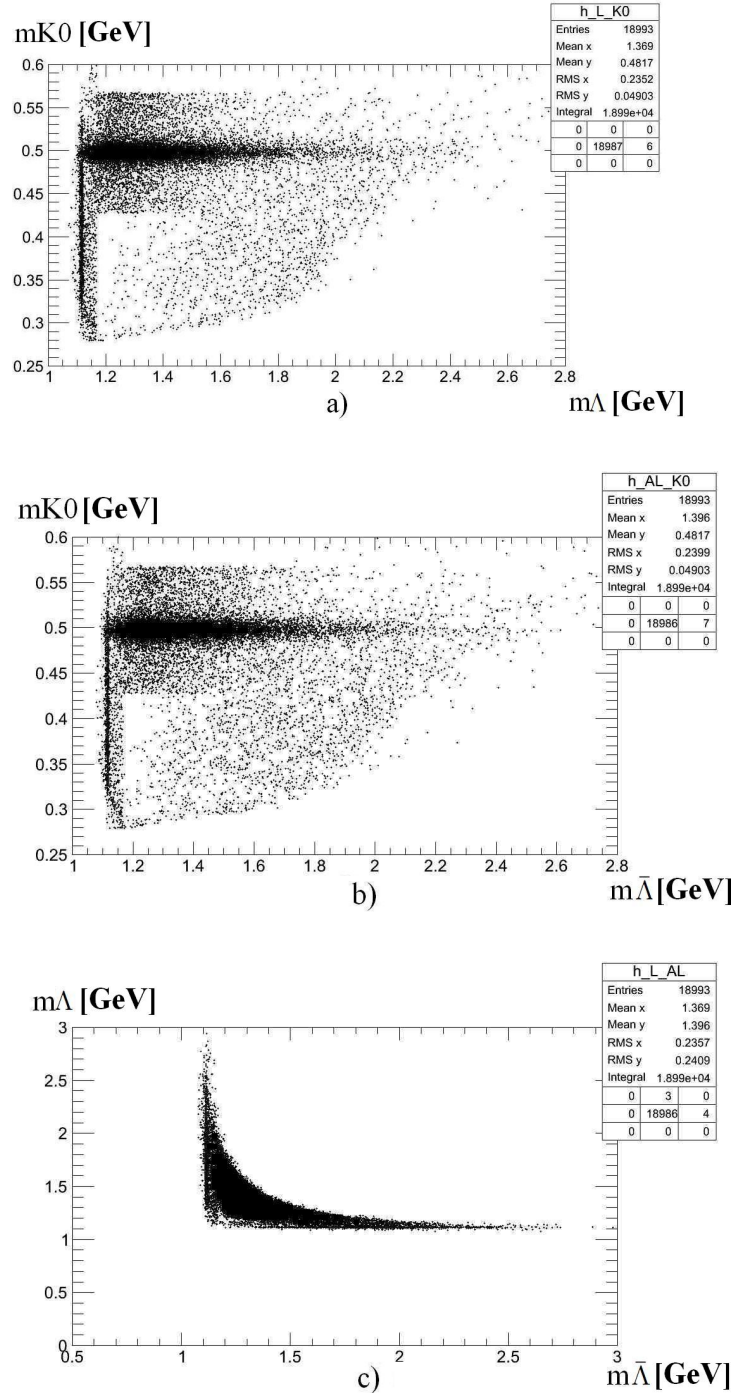 mK0 [GeV]
h_L_K0
Entries 18993
Mean x 1.369
Mean y 0.4817
RMS x 0.2352
RMS y 0.04903
Integral 1.899e+04
0 0 0
0 18987 6
0 0 0
0.6
0.55
0.5
0.45
0.4
0.35
0.3
0.25
1 1.2 1.4 1.6 1.8 2 2.2 2.4 2.6 2.8
a)
mΛ [GeV]
mK0 [GeV]
h_AL_K0
Entries 18993
Mean x 1.396
Mean y 0.4817
RMS x 0.2399
RMS y 0.04903
Integral 1.899e+04
0 0 0
0 18986 7
0 0 0
0.6
0.55
0.5
0.45
0.4
0.35
0.3
0.25
1 1.2 1.4 1.6 1.8 2 2.2 2.4 2.6 2.8
b)
mΛ̄ [GeV]
mΛ [GeV]
h_L_AL
Entries 18993
Mean x 1.369
Mean y 1.396
RMS x 0.2357
RMS y 0.2409
Integral 1.899e+04
0 3 0
0 18986 4
0 0 0
3
2.5
2
1.5
1
0.5
0
0.5 1 1.5 2 2.5 3
c)
mΛ̄ [GeV]